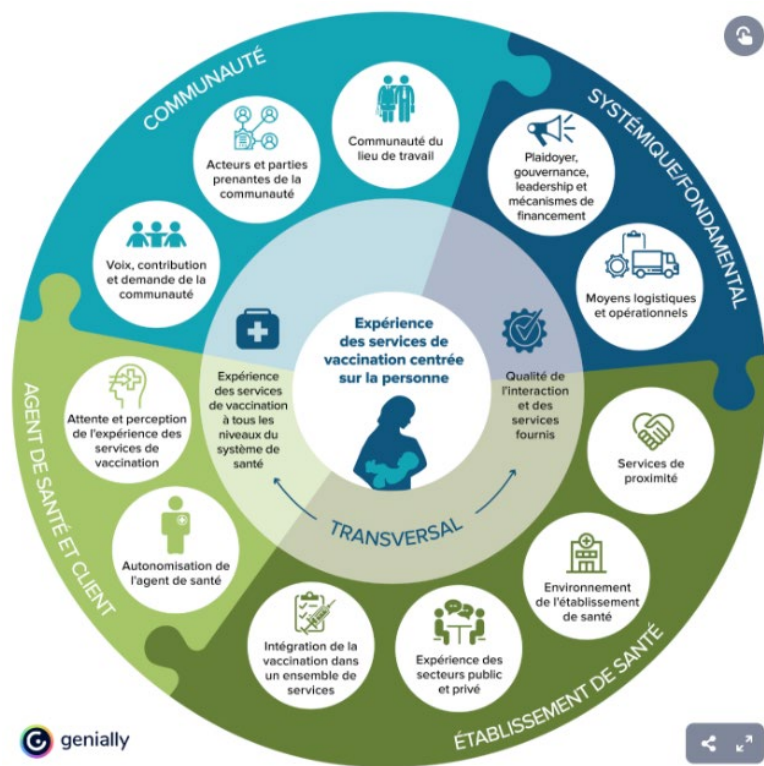 COMMUNAUTÉ
Communauté du
lieu de travail
Acteurs et parties
prenantes de la
communauté
Voix, contribution
et demande de la
communauté
SYSTÉMIQUE/FONDAMENTAL
Plaidoyer,
gouvernance,
leadership et
mécanismes de
financement
Moyens logistiques
et opérationnels
Expérience
des services de
vaccination centrée
sur la personne
Expérience
des services
de vaccination
à tous les
niveaux du
système de
santé
Qualité de
l'interaction
et des
services
fournis
TRANSVERSAL
AGENT DE SANTÉ ET CLIENT
Attente et perception
de l'expérience des
services de
vaccination
Autonomisation de
l'agent de santé
ÉTABLISSEMENT DE SANTÉ
Services de
proximité
Environnement
de l'établissement
de santé
Expérience des
secteurs public
et privé
Intégration de la
vaccination dans
un ensemble de
services
genially